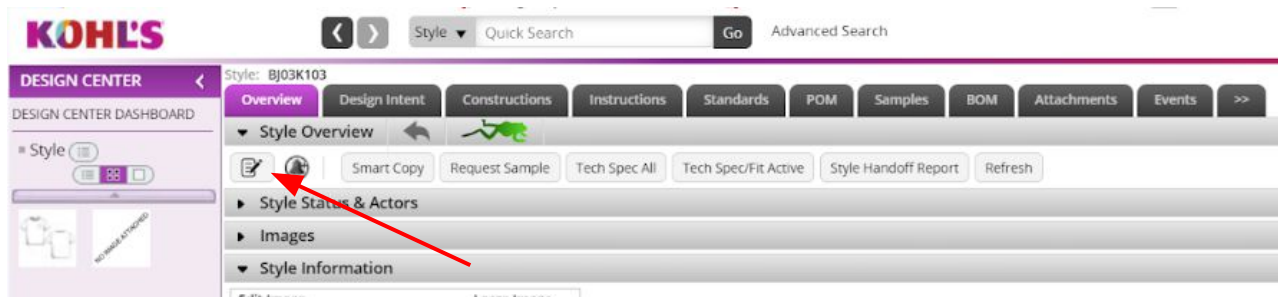 KOHL'S
Style Quick Search Go Advanced Search
DESIGN CENTER
DESIGN CENTER DASHBOARD
Style
NO IMAGE ATTACHED
Style: BJ03K103
Overview Design Intent Constructions Instructions Standards POM Samples BOM Attachments Events >>
Style Overview
Smart Copy Request Sample Tech Spec All Tech Spec/Fit Active Style Handoff Report Refresh
Style Status & Actors
Images
Style Information